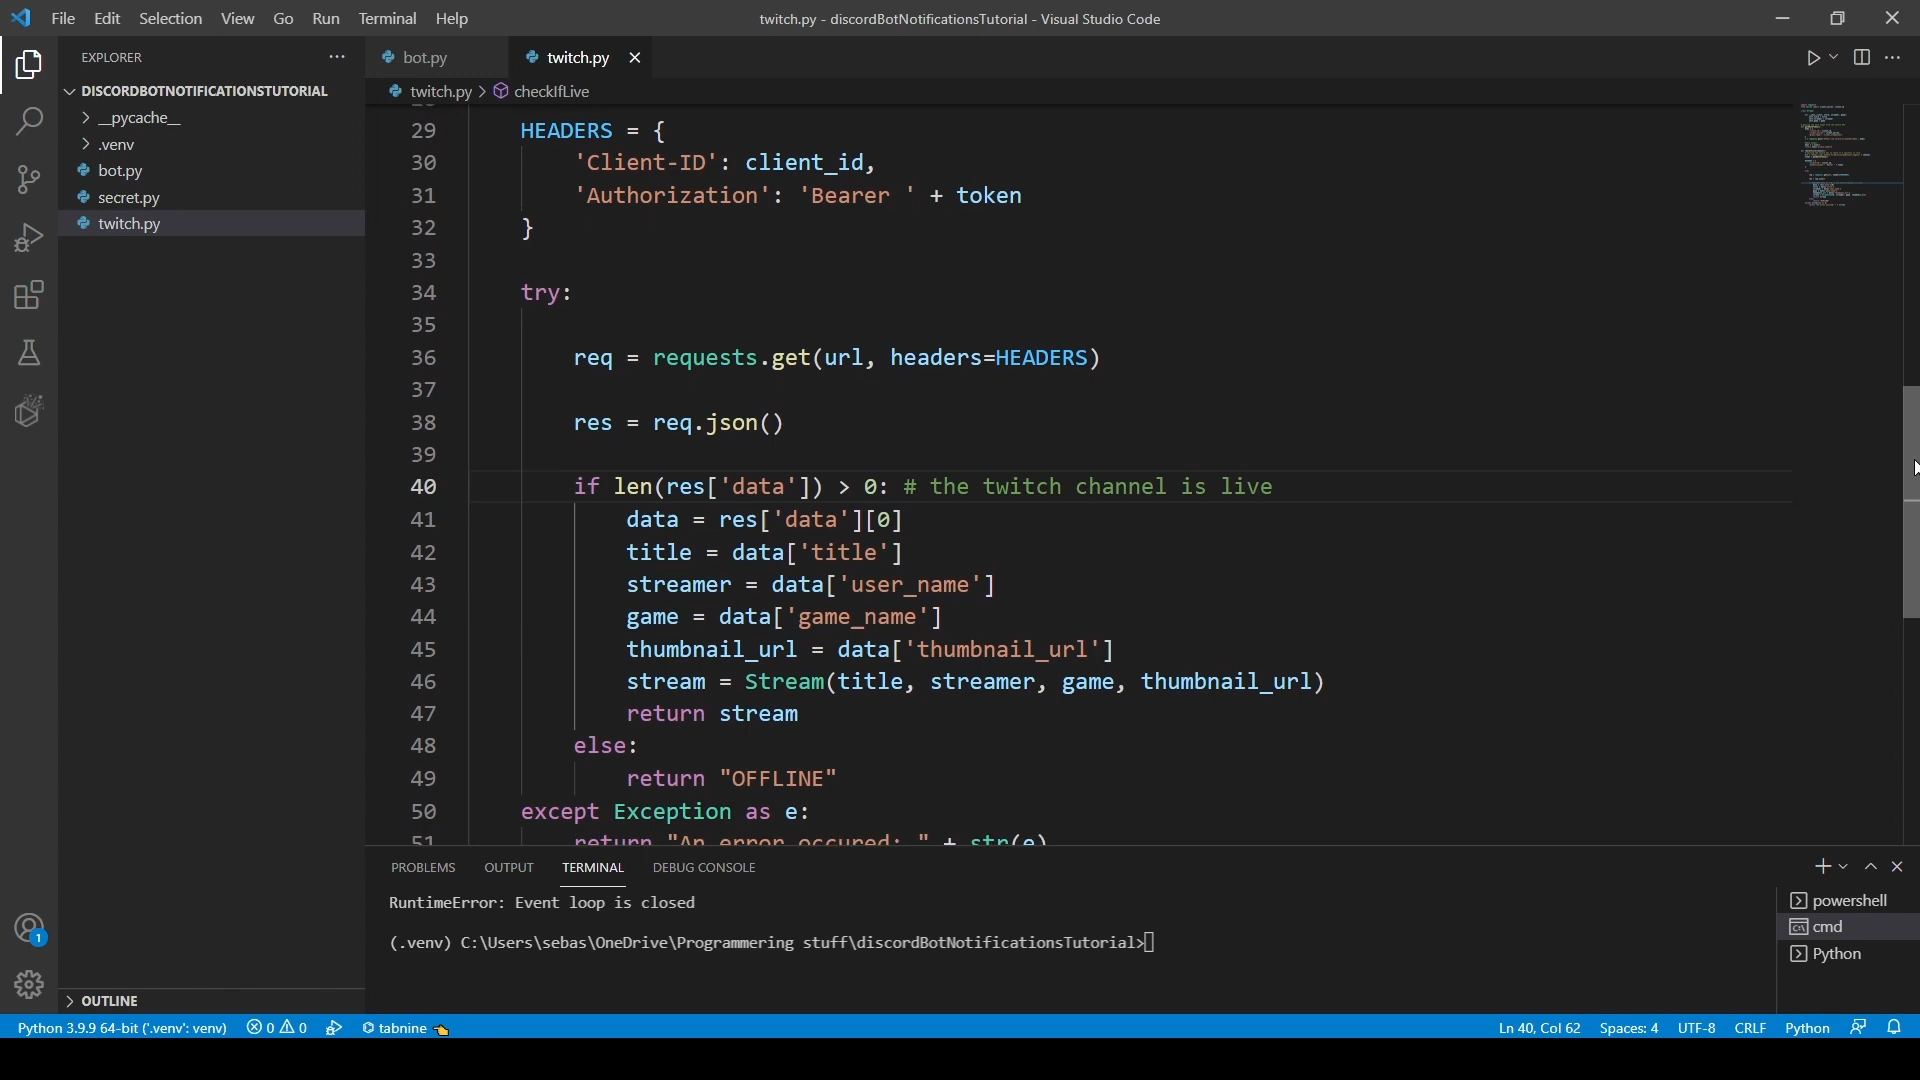 File Edit Selection View Go Run Terminal Help
twitch.py - discordBotNotificationsTutorial - Visual Studio Code
EXPLORER
DISCORDBOTNOTIFICATIONSTUTORIAL
__pycache__
.venv
bot.py
secret.py
twitch.py
OUTLINE
bot.py twitch.py
twitch.py > checkIfLive
29 HEADERS = {
30 'Client-ID': client_id,
31 'Authorization': 'Bearer ' + token
32 }
33
34 try:
35
36 req = requests.get(url, headers=HEADERS)
37
38 res = req.json()
39
40 if len(res['data']) > 0: # the twitch channel is live
41 data = res['data'][0]
42 title = data['title']
43 streamer = data['user_name']
44 game = data['game_name']
45 thumbnail_url = data['thumbnail_url']
46 stream = Stream(title, streamer, game, thumbnail_url)
47 return stream
48 else:
49 return "OFFLINE"
50 except Exception as e:
51 return "An error occured: " + str(e)
PROBLEMS OUTPUT TERMINAL DEBUG CONSOLE
RuntimeError: Event loop is closed
(.venv) C:\Users\sebas\OneDrive\Programmering stuff\discordBotNotificationsTutorial>
powershell
cmd
Python
1
Python 3.9.9 64-bit ('.venv': venv) 0 0 tabnine
Ln 40, Col 62 Spaces: 4 UTF-8 CRLF Python